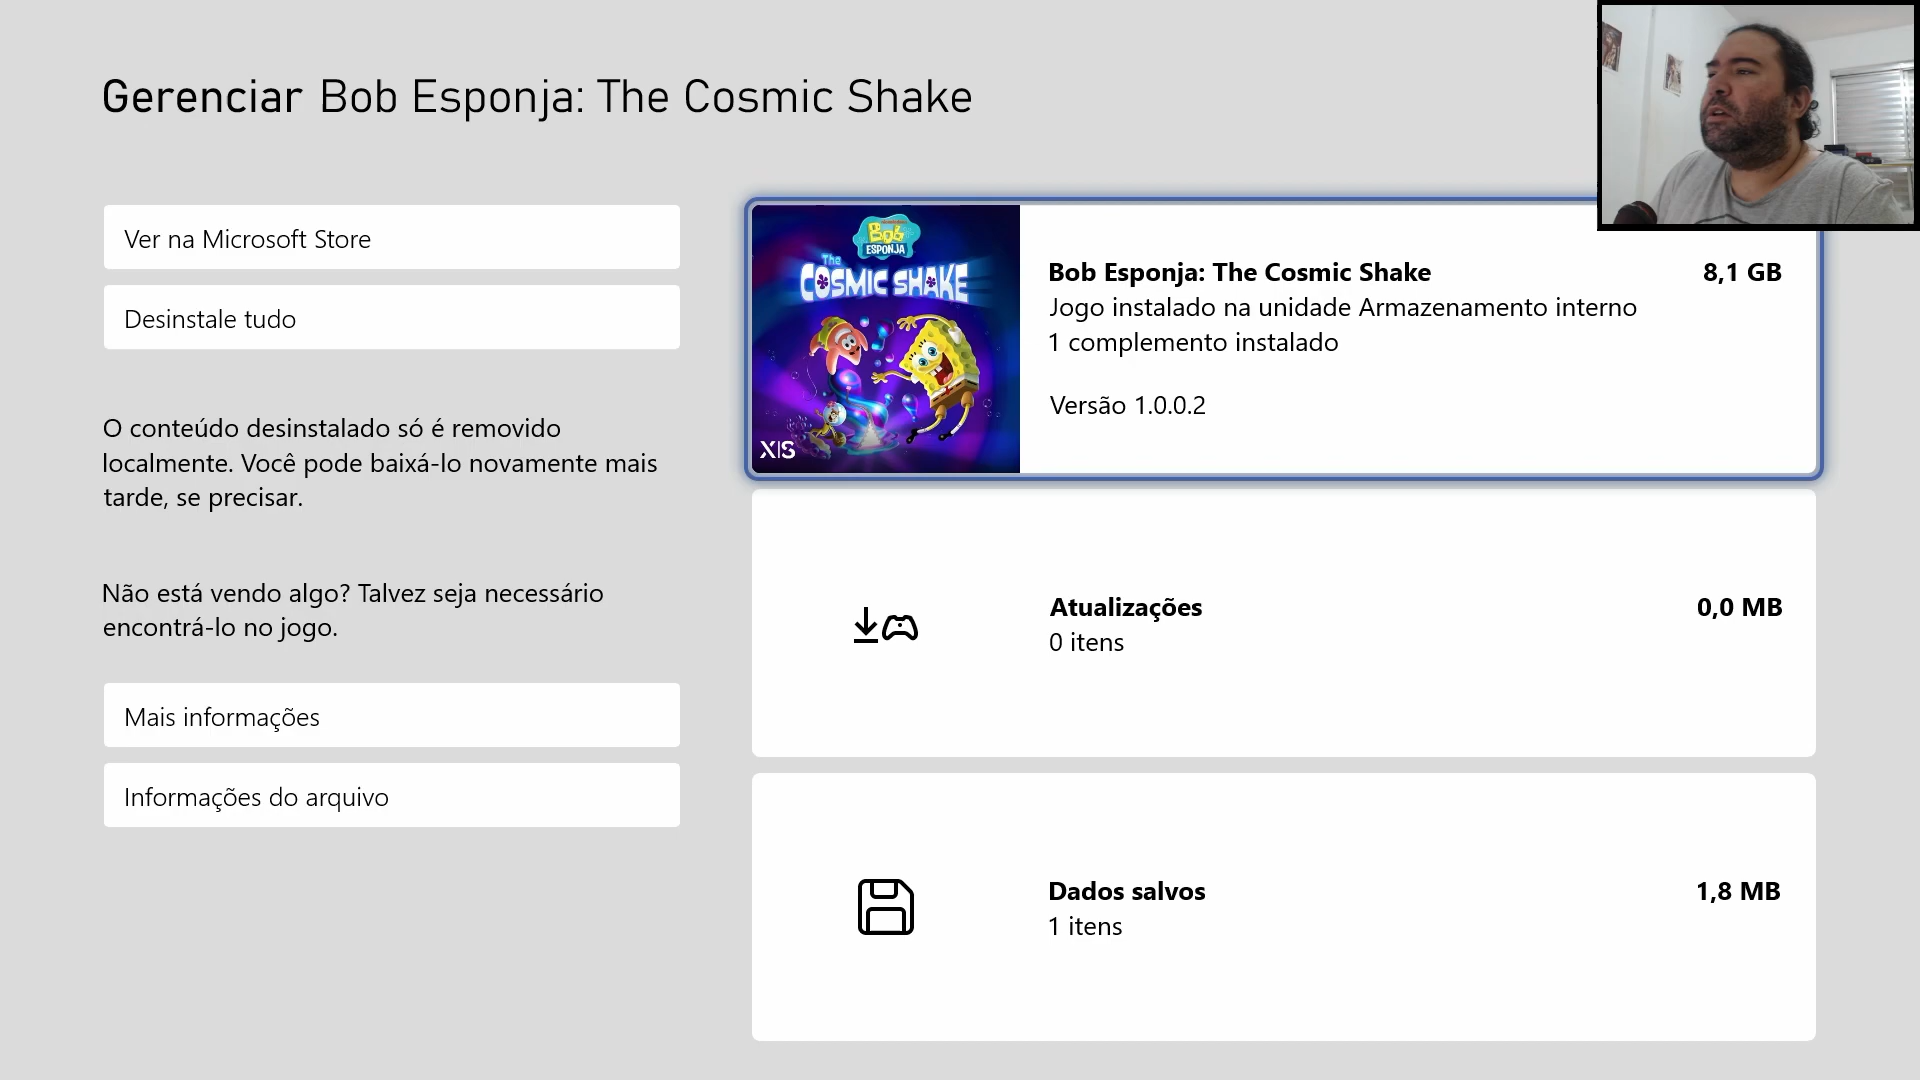 Gerenciar Bob Esponja: The Cosmic Shake
Ver na Microsoft Store
Desinstale tudo
O conteúdo desinstalado só é removido
localmente. Você pode baixá-lo novamente mais
tarde, se precisar.
Não está vendo algo? Talvez seja necessário
encontrá-lo no jogo.
Mais informações
Informações do arquivo
Bob
ESPONJA
The
COSMIC SHAKE
X|S
Bob Esponja: The Cosmic Shake 8,1 GB
Jogo instalado na unidade Armazenamento interno
1 complemento instalado
Versão 1.0.0.2
Atualizações 0,0 MB
0 itens
Dados salvos 1,8 MB
1 itens